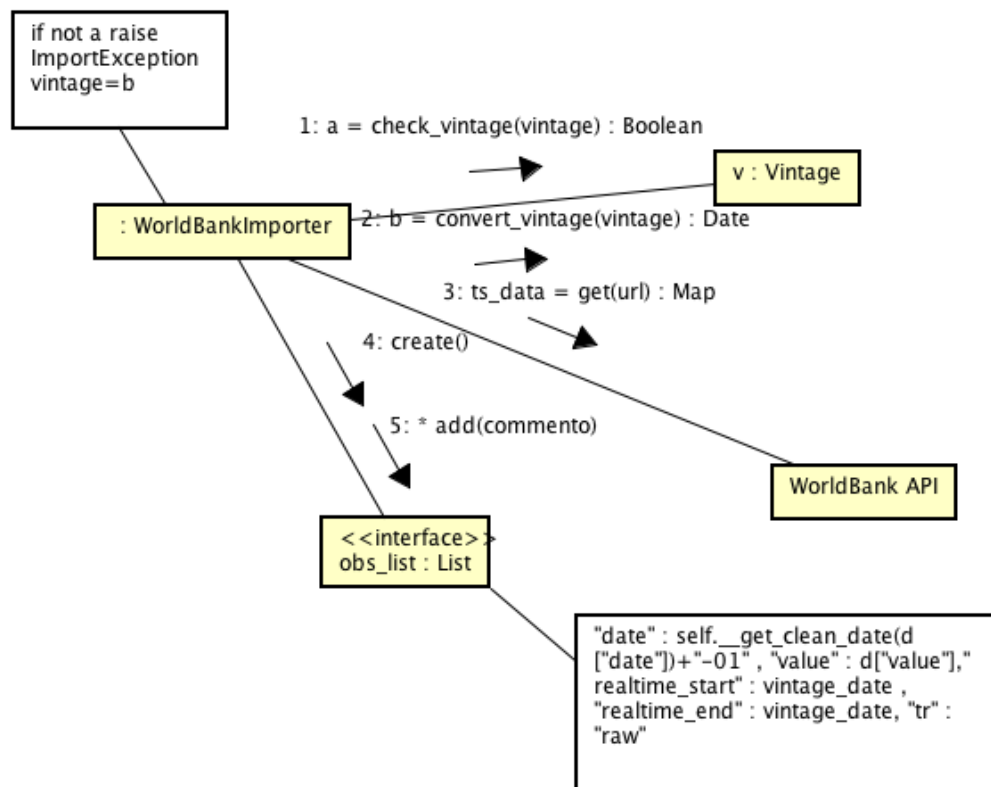 if not a raise
ImportException
vintage=b
1: a = check_vintage(vintage) : Boolean
v : Vintage
: WorldBankImporter
2: b = convert_vintage(vintage) : Date
3: ts_data = get(url) : Map
4: create()
5: * add(commento)
WorldBank API
<<interface>>
obs_list : List
"date" : self.__get_clean_date(d
["date"])+"-01" , "value" : d["value"],"
realtime_start" : vintage_date ,
"realtime_end" : vintage_date, "tr" :
"raw"